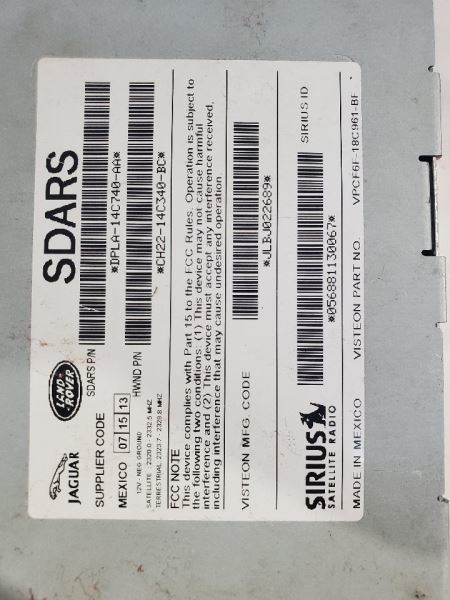 SDARS
LAND ROVER
SDARS P/N
*DPLA-14C740-AA*
JAGUAR
SUPPLIER CODE
MEXICO 07 15 13
HWND P/N
*CH22-14C340-BC*
12V - NEG GROUND
SATELLITE : 2320.0 - 2332.5 MHZ.
TERRESTRIAL: 2323.7 - 2328.8 MHZ
FCC NOTE
This device complies with Part 15 to the FCC Rules. Operation is subject to
the following two conditions: (1) This device may not cause harmful
interference and (2) This device must accept any interference received,
including interference that may cause undesired operation.
VISTEON MFG. CODE
*JLBJ022689*
SIRIUS
SATELLITE RADIO
*056881130067*
SIRIUS ID
MADE IN MEXICO VISTEON PART NO. VPCF6F-18C961-BF